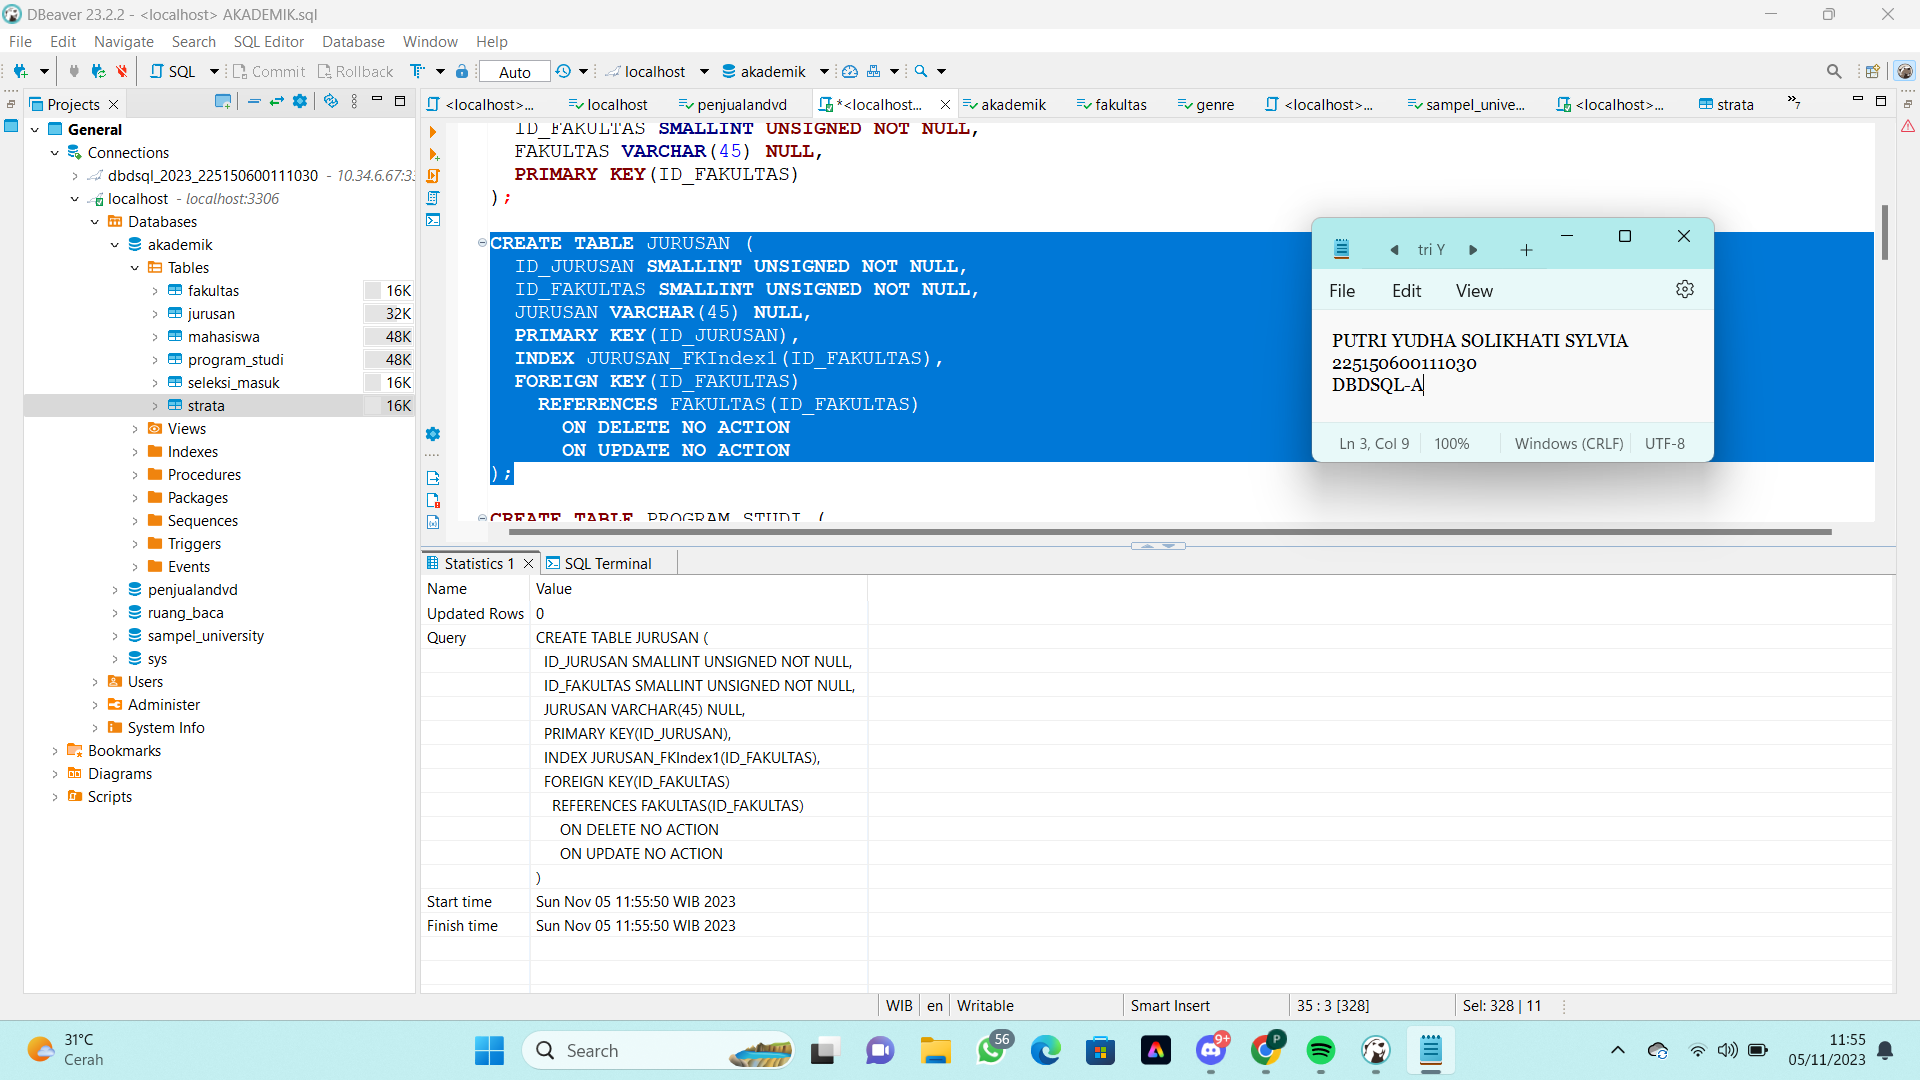 DBeaver 23.2.2 - <localhost> AKADEMIK.sql
File Edit Navigate Search SQL Editor Database Window Help
SQL Commit Rollback Auto localhost akademik
Projects
<localhost>... localhost penjualandvd *<localhost... akademik fakultas genre <localhost>... sampel_unive... <localhost>... strata »7
General
Connections
dbdsql_2023_225150600111030 - 10.34.6.67:33
localhost - localhost:3306
Databases
akademik
Tables
fakultas 16K
jurusan 32K
mahasiswa 48K
program_studi 48K
seleksi_masuk 16K
strata 16K
Views
Indexes
Procedures
Packages
Sequences
Triggers
Events
penjualandvd
ruang_baca
sampel_university
sys
Users
Administer
System Info
Bookmarks
Diagrams
Scripts
ID_FAKULTAS SMALLINT UNSIGNED NOT NULL,
FAKULTAS VARCHAR(45) NULL,
PRIMARY KEY(ID_FAKULTAS)
);
CREATE TABLE JURUSAN (
ID_JURUSAN SMALLINT UNSIGNED NOT NULL,
ID_FAKULTAS SMALLINT UNSIGNED NOT NULL,
JURUSAN VARCHAR(45) NULL,
PRIMARY KEY(ID_JURUSAN),
INDEX JURUSAN_FKIndex1(ID_FAKULTAS),
FOREIGN KEY(ID_FAKULTAS)
REFERENCES FAKULTAS(ID_FAKULTAS)
ON DELETE NO ACTION
ON UPDATE NO ACTION
);
CREATE TABLE PROGRAM_STUDI (
tri Y
File Edit View
PUTRI YUDHA SOLIKHATI SYLVIA
225150600111030
DBDSQL-A
Ln 3, Col 9 100% Windows (CRLF) UTF-8
Statistics 1 SQL Terminal
Name Value
Updated Rows 0
Query CREATE TABLE JURUSAN (
ID_JURUSAN SMALLINT UNSIGNED NOT NULL,
ID_FAKULTAS SMALLINT UNSIGNED NOT NULL,
JURUSAN VARCHAR(45) NULL,
PRIMARY KEY(ID_JURUSAN),
INDEX JURUSAN_FKIndex1(ID_FAKULTAS),
FOREIGN KEY(ID_FAKULTAS)
REFERENCES FAKULTAS(ID_FAKULTAS)
ON DELETE NO ACTION
ON UPDATE NO ACTION
)
Start time Sun Nov 05 11:55:50 WIB 2023
Finish time Sun Nov 05 11:55:50 WIB 2023
WIB en Writable Smart Insert 35 : 3 [328] Sel: 328 | 11
31°C
Cerah
Search
56
9+
P
11:55
05/11/2023